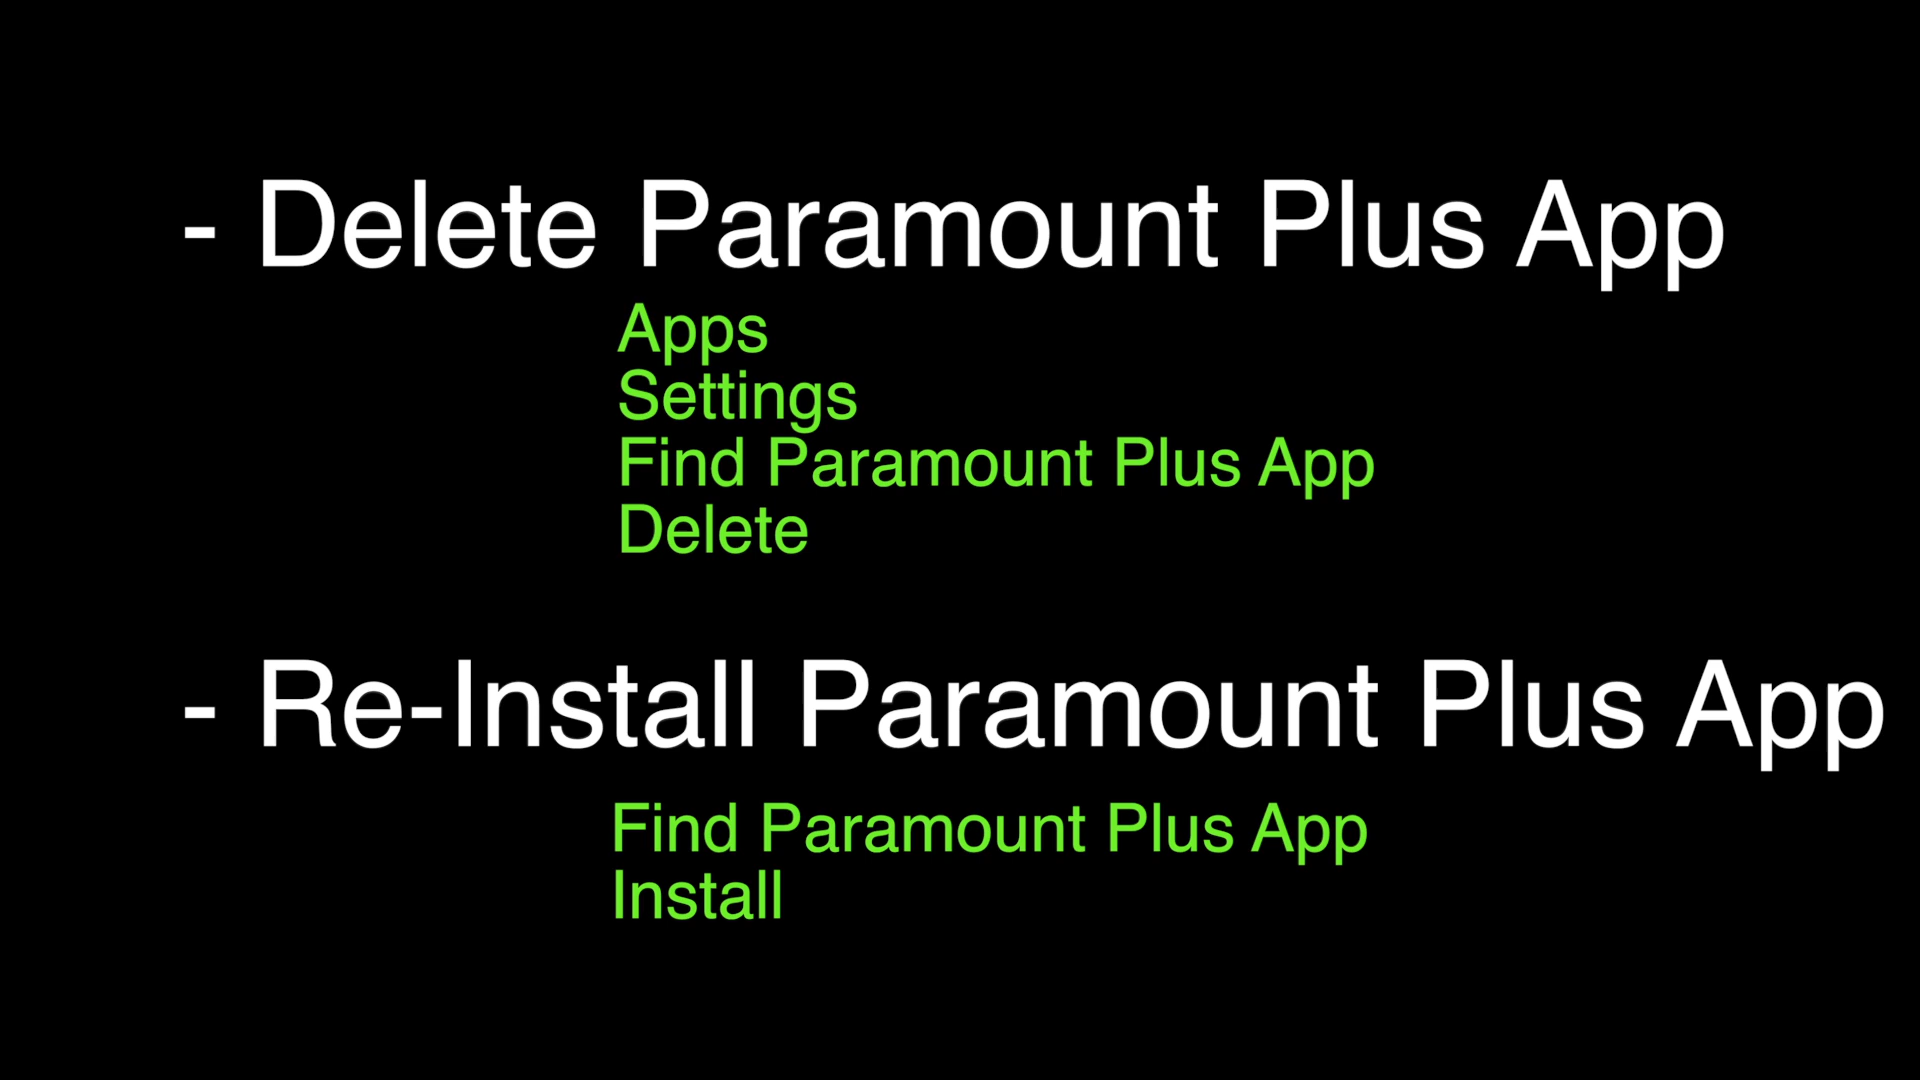 - Delete Paramount Plus App
Apps
Settings
Find Paramount Plus App
Delete
- Re-Install Paramount Plus App
Find Paramount Plus App
Install